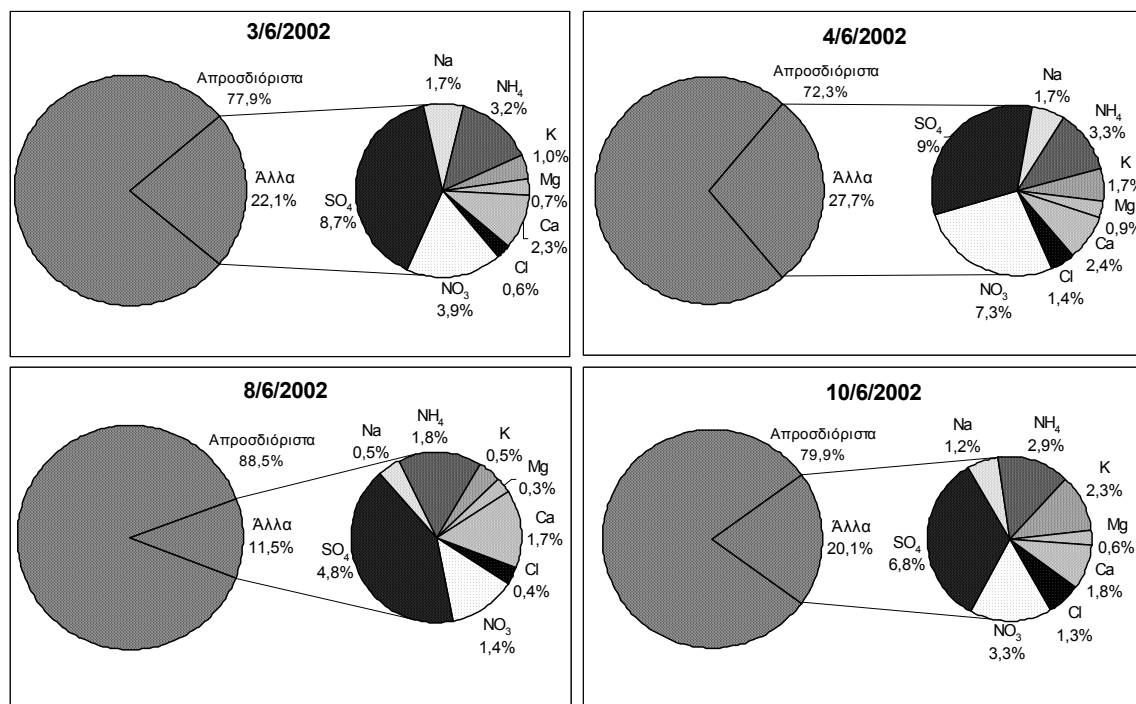 3/6/2002
Απροσδιόριστα
77,9%
Άλλα
22,1%
Na
1,7%
NH₄
3,2%
K
1,0%
Mg
0,7%
Ca
2,3%
Cl
0,6%
NO₃
3,9%
SO₄
8,7%
4/6/2002
Απροσδιόριστα
72,3%
Άλλα
27,7%
Na
1,7%
NH₄
3,3%
K
1,7%
Mg
0,9%
Ca
2,4%
Cl
1,4%
NO₃
7,3%
SO₄
9%
8/6/2002
Απροσδιόριστα
88,5%
Άλλα
11,5%
Na
0,5%
NH₄
1,8%
K
0,5%
Mg
0,3%
Ca
1,7%
Cl
0,4%
NO₃
1,4%
SO₄
4,8%
10/6/2002
Απροσδιόριστα
79,9%
Άλλα
20,1%
Na
1,2%
NH₄
2,9%
K
2,3%
Mg
0,6%
Ca
1,8%
Cl
1,3%
NO₃
3,3%
SO₄
6,8%